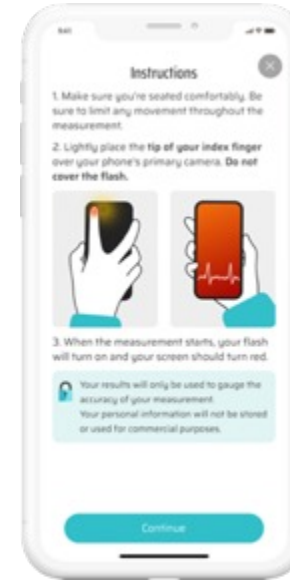 9:41
Instructions
1. Make sure you're seated comfortably. Be
sure to limit any movement throughout the
measurement.
2. Lightly place the tip of your index finger
over your phone's primary camera. Do not
cover the flash.
3. When the measurement starts, your flash
will turn on and your screen should turn red.
Your results will only be used to gauge the
accuracy of your measurement
Your personal information will not be stored
or used for commercial purposes.
Continue